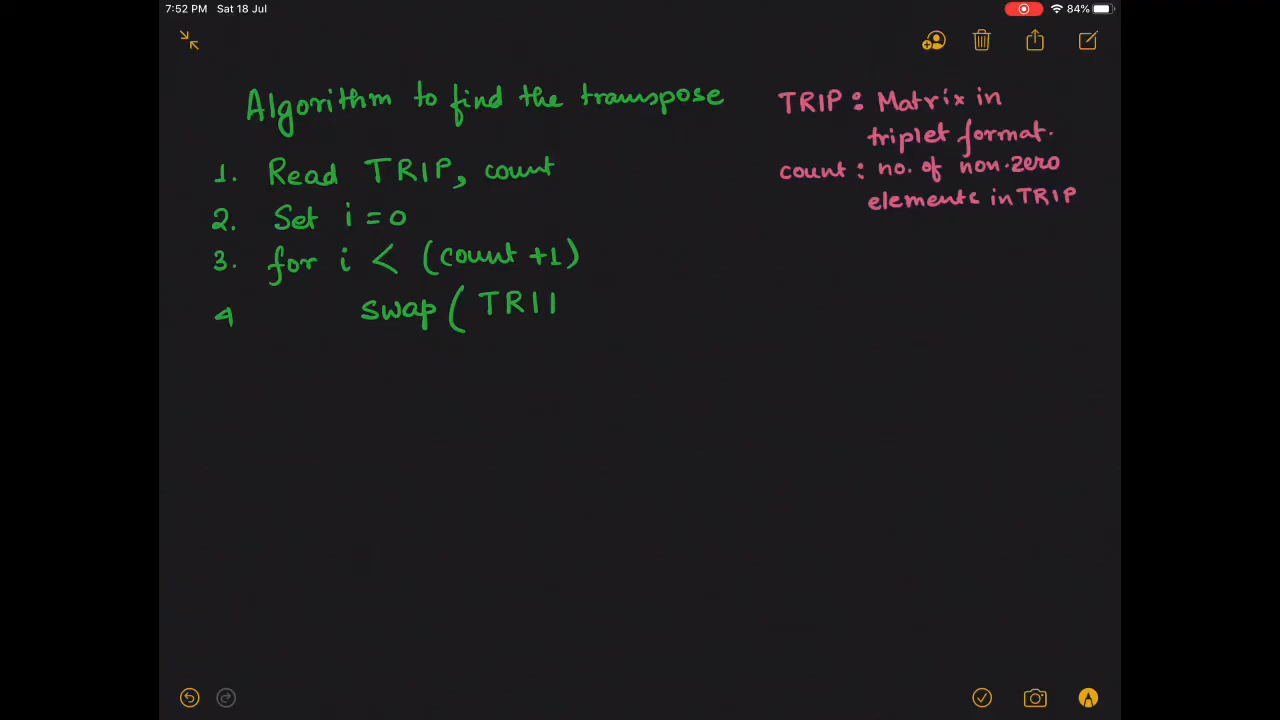 7:52 PM Sat 18 Jul
84%
Algorithm to find the transpose
1. Read TRIP, count
2. Set i = 0
3. for i < (count +1)
4 swap( TRII
TRIP : Matrix in
triplet format.
count : no. of non-zero
elements in TRIP